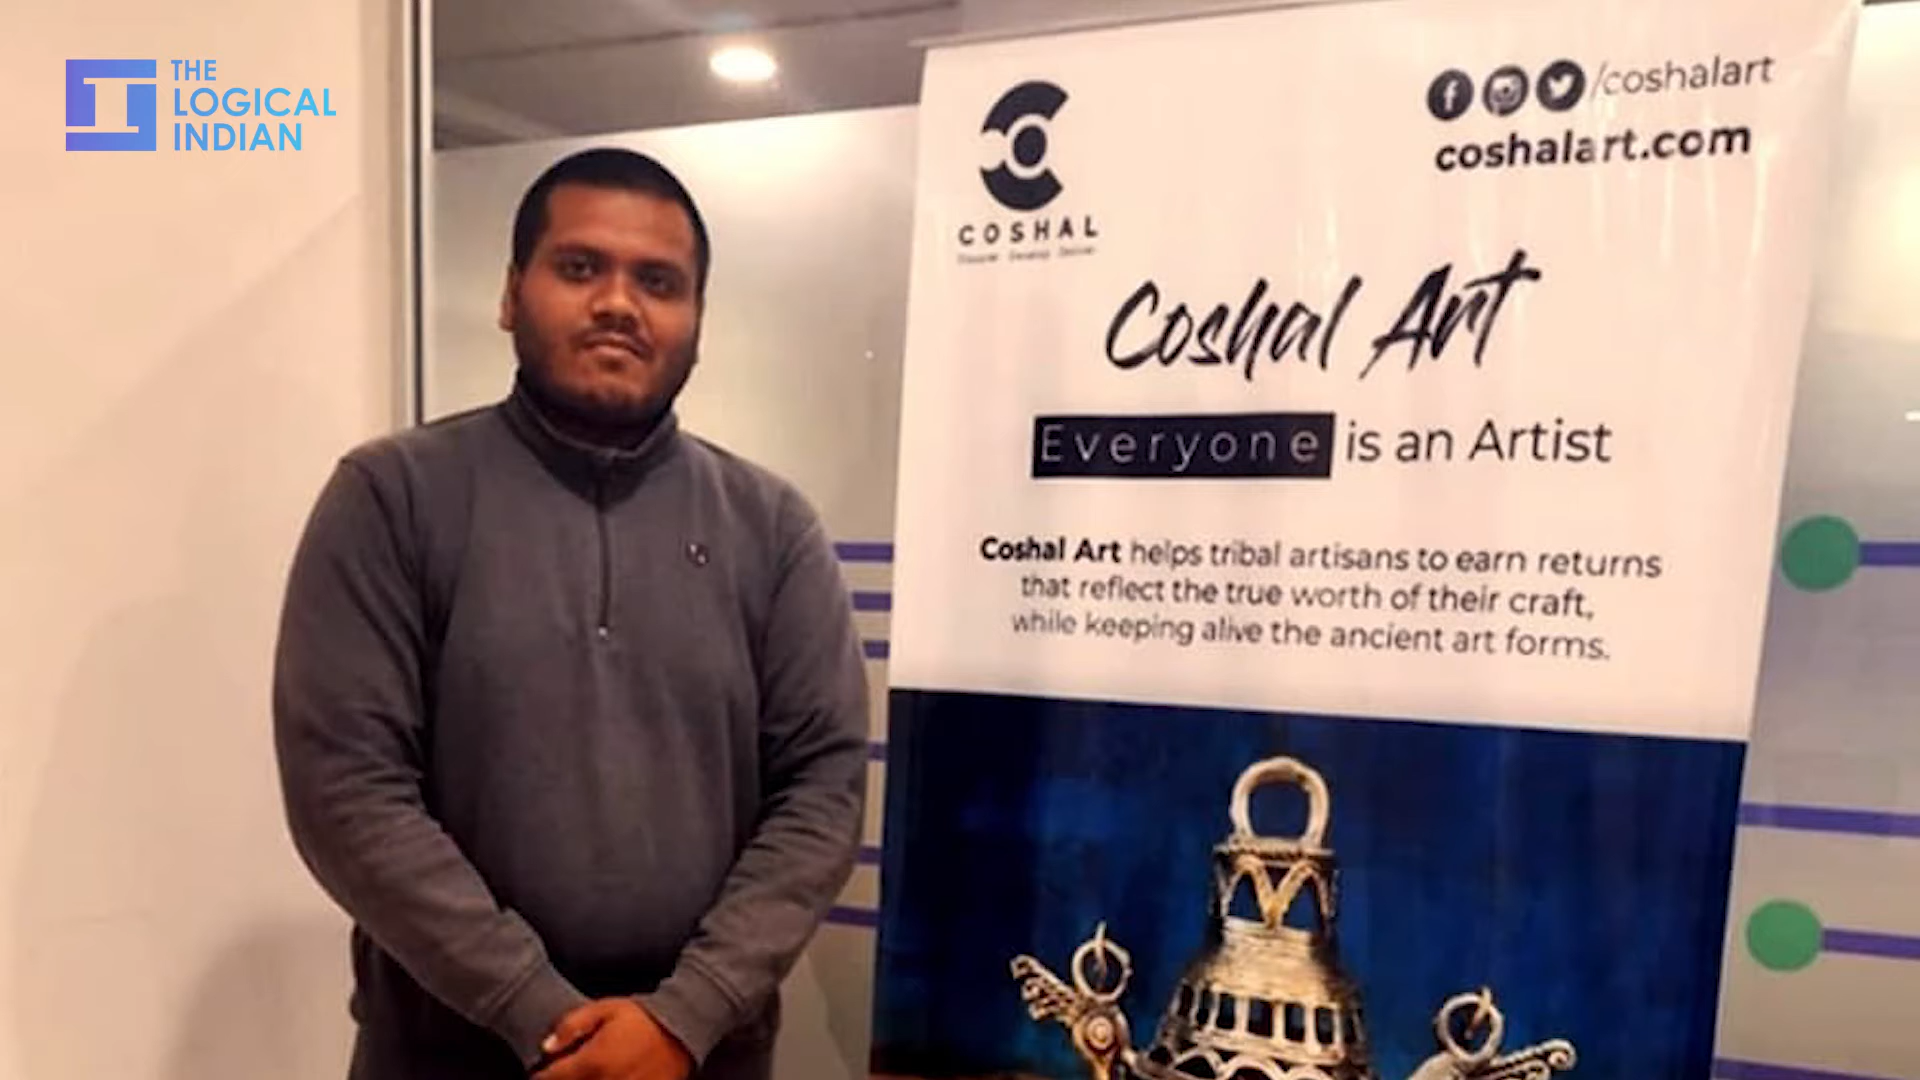 THE
LOGICAL
INDIAN
/coshalart
coshalart.com
COSHAL
Coshal Art
Everyone is an Artist
Coshal Art helps tribal artisans to earn returns
that reflect the true worth of their craft,
while keeping alive the ancient art forms.